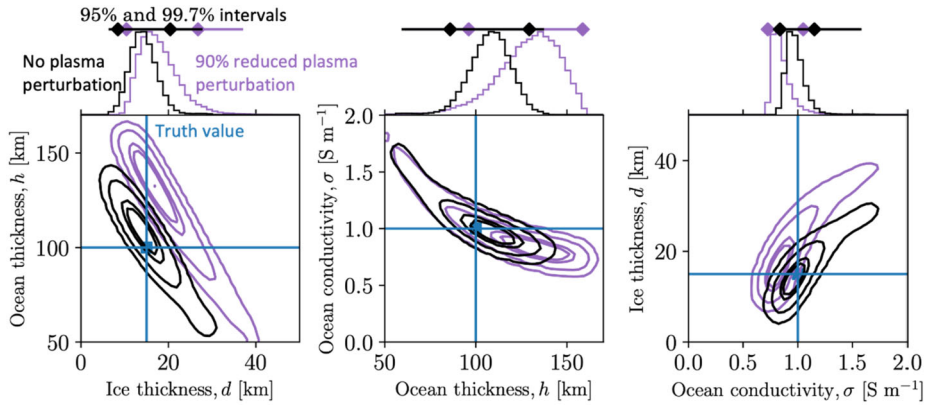 95% and 99.7% intervals
No plasma
perturbation
90% reduced plasma
perturbation
Truth value
Ocean thickness, h [km]
150
100
50
0
20
40
Ice thickness, d [km]
Ocean conductivity, σ [S m⁻¹]
2.0
1.5
1.0
0.5
0.0
50
100
150
Ocean thickness, h [km]
Ice thickness, d [km]
40
20
0
0.0
0.5
1.0
1.5
2.0
Ocean conductivity, σ [S m⁻¹]